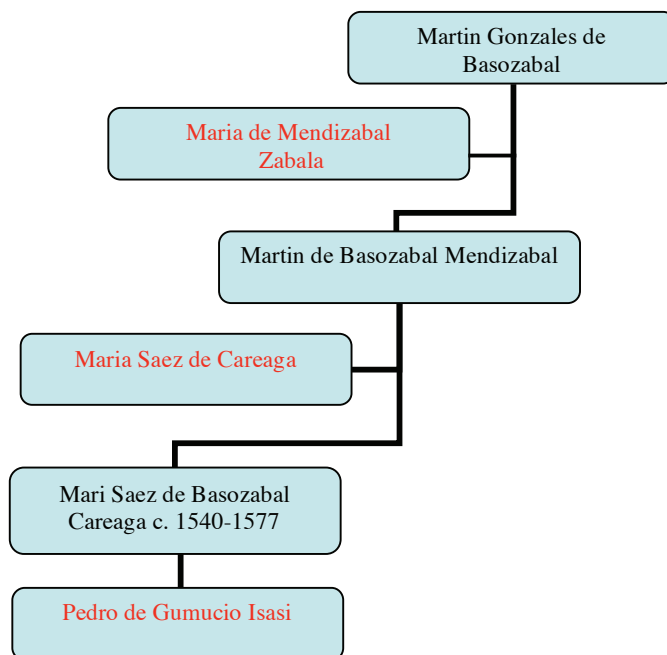 Martin Gonzales de
Basozabal
Maria de Mendizabal
Zabala
Martin de Basozabal Mendizabal
Maria Saez de Careaga
Mari Saez de Basozabal
Careaga c. 1540-1577
Pedro de Gumucio Isasi